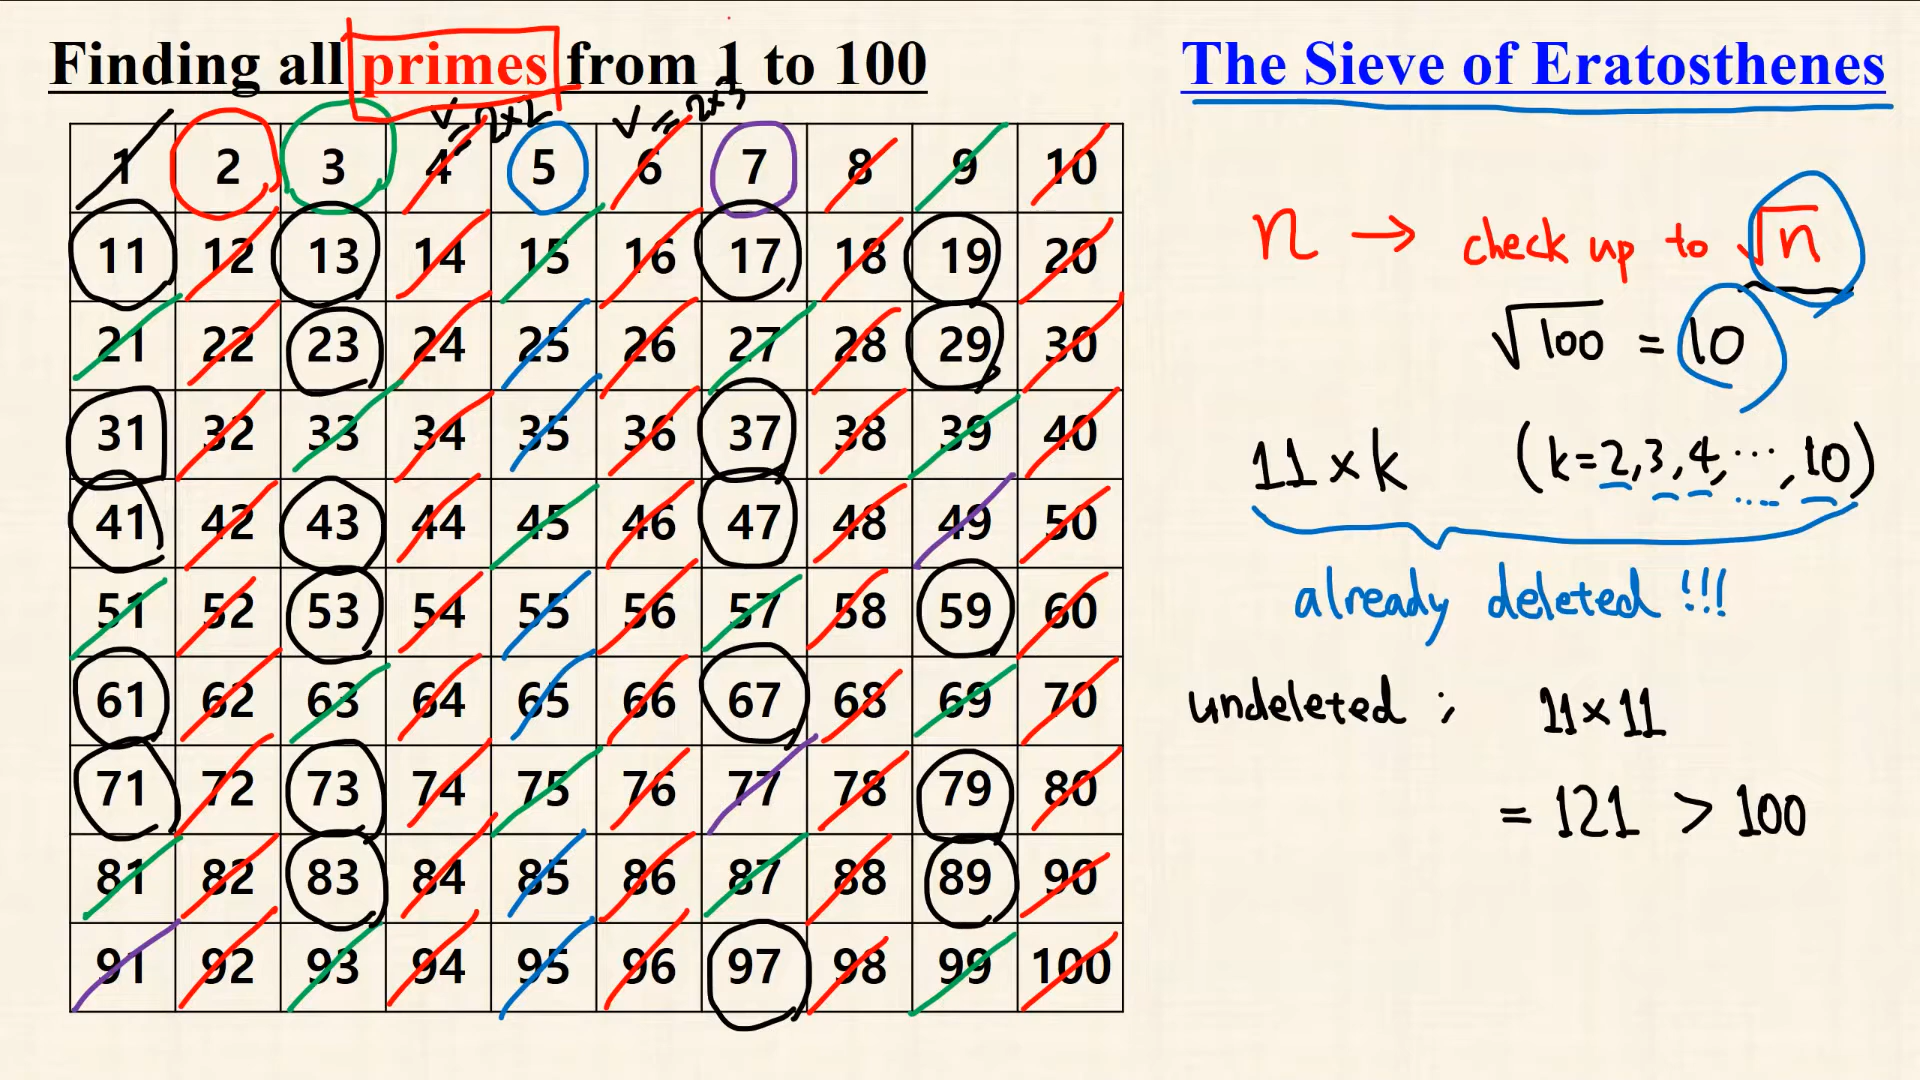 Finding all primes from 1 to 100
The Sieve of Eratosthenes
= 2×2
= 2×3
1 2 3 4 5 6 7 8 9 10
11 12 13 14 15 16 17 18 19 20
21 22 23 24 25 26 27 28 29 30
31 32 33 34 35 36 37 38 39 40
41 42 43 44 45 46 47 48 49 50
51 52 53 54 55 56 57 58 59 60
61 62 63 64 65 66 67 68 69 70
71 72 73 74 75 76 77 78 79 80
81 82 83 84 85 86 87 88 89 90
91 92 93 94 95 96 97 98 99 100
n → check up to √n
√100 = 10
11×k (k=2,3,4,⋯,10)
already deleted !!!
undeleted ; 11×11
= 121 > 100